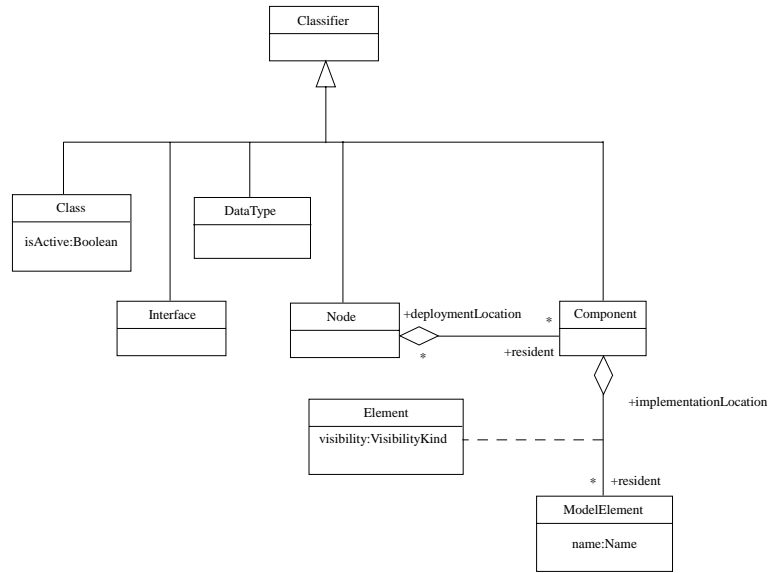 Classifier
Class
isActive:Boolean
DataType
Interface
Node
+deploymentLocation
*
*
+resident
Component
+implementationLocation
Element
visibility:VisibilityKind
*
+resident
ModelElement
name:Name